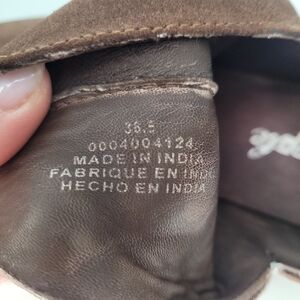 36.5
0004004124
MADE IN INDIA
FABRIQUE EN INDE
HECHO EN INDIA